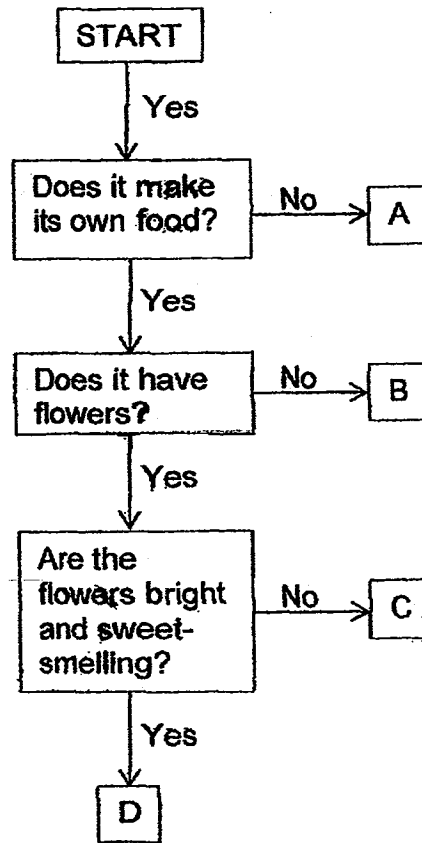 START
Yes
Does it make
its own food?
No
A
Yes
Does it have
flowers?
No
B
Yes
Are the
flowers bright
and sweet-
smelling?
No
C
Yes
D